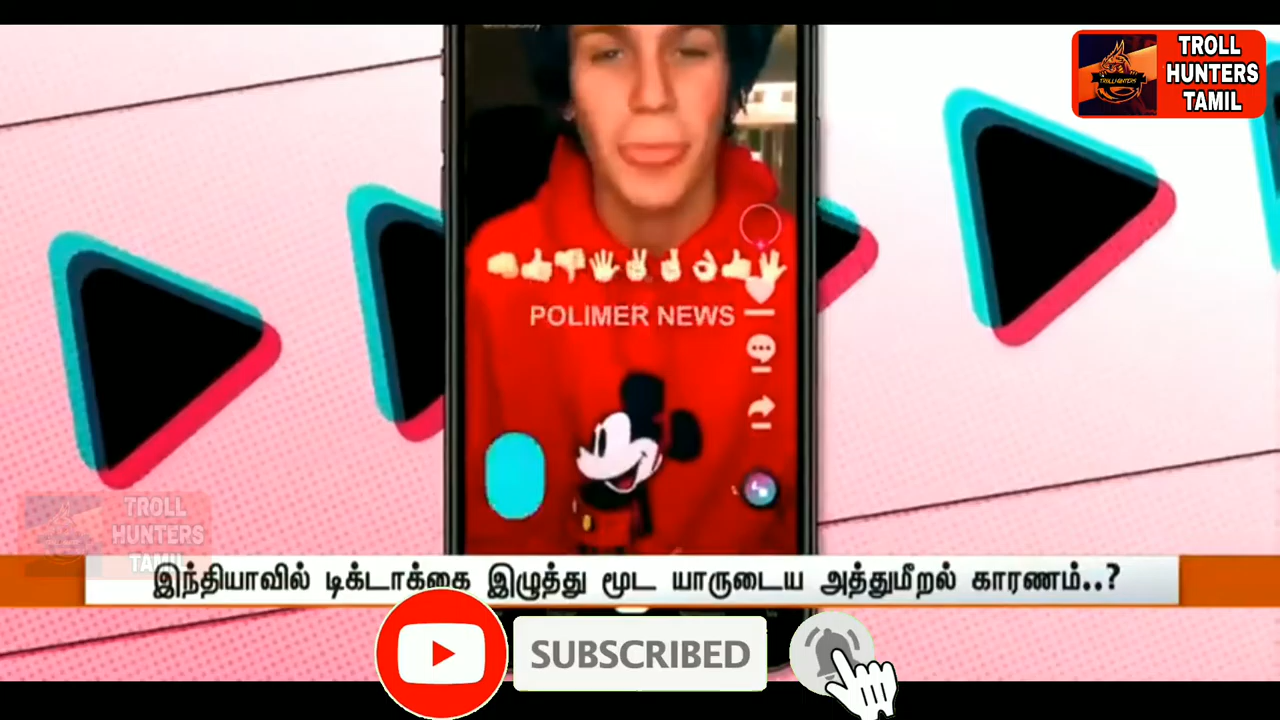 TROLL
HUNTERS
TAMIL
POLIMER NEWS
TROLL
HUNTERS
TAMIL
இந்தியாவில் டிக்டாக்கை இழுத்து மூட யாருடைய அத்துமீறல் காரணம்..?
SUBSCRIBED